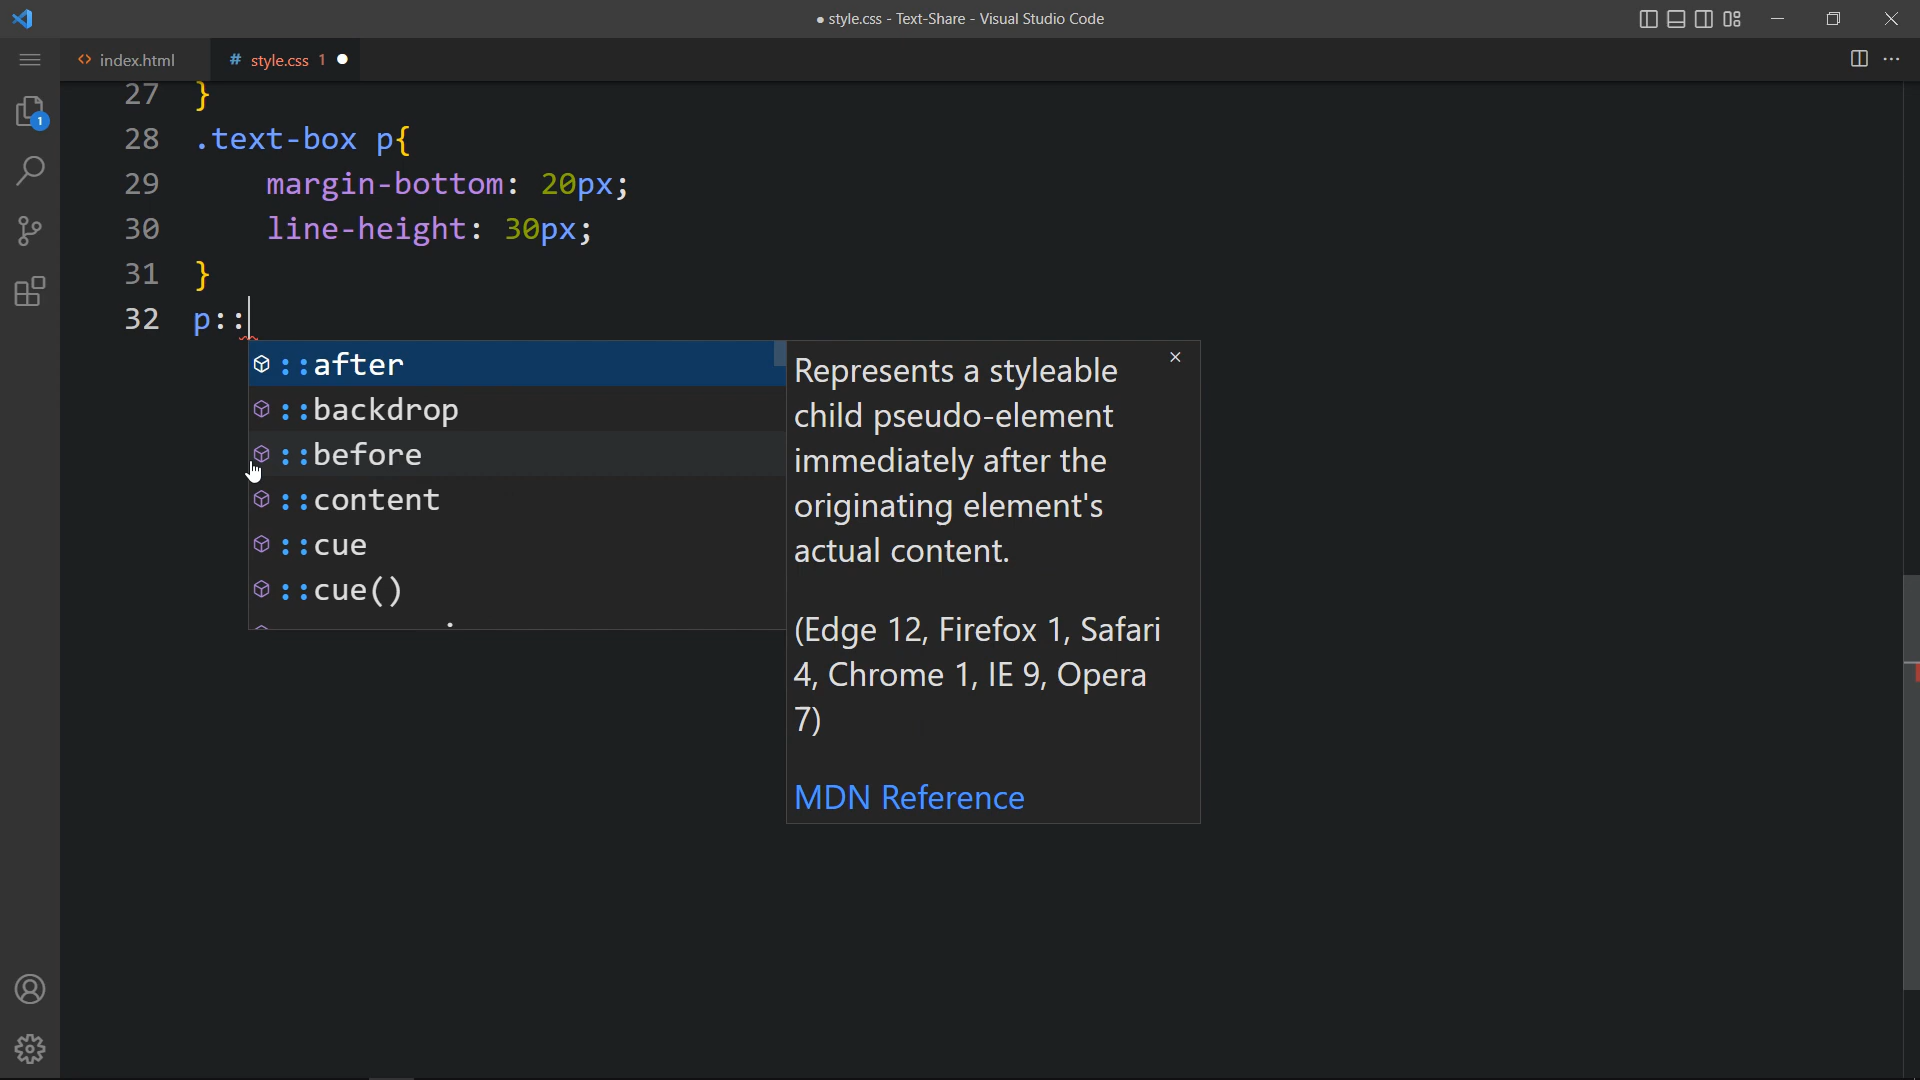 ● style.css - Text-Share - Visual Studio Code
index.html
# style.css 1 ●
1
27 }
28 .text-box p{
29 margin-bottom: 20px;
30 line-height: 30px;
31 }
32 p::
::after
::backdrop
::before
::content
::cue
::cue()
Represents a styleable
child pseudo-element
immediately after the
originating element's
actual content.
(Edge 12, Firefox 1, Safari
4, Chrome 1, IE 9, Opera
7)
MDN Reference